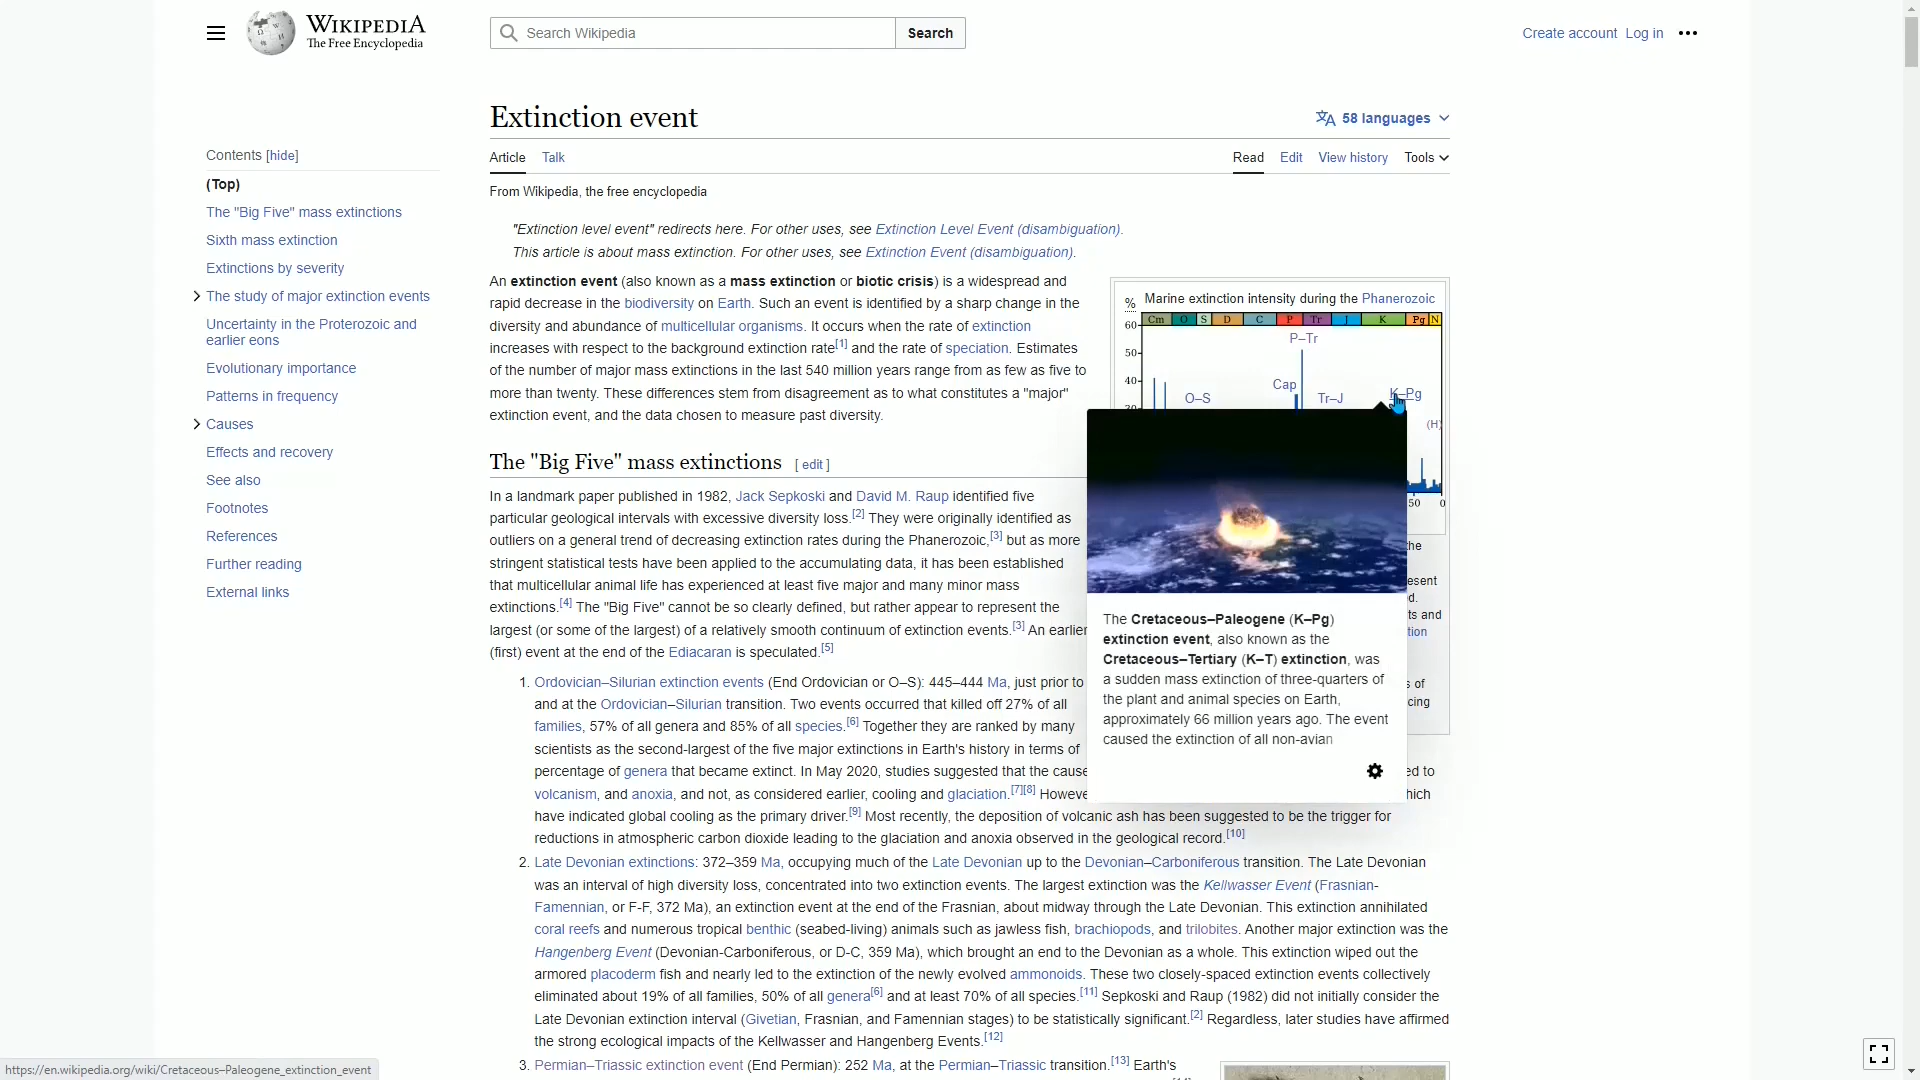 WIKIPEDIA
The Free Encyclopedia
Search Wikipedia
Search
Create account Log in
Extinction event
58 languages
Article Talk
Read Edit View history Tools
From Wikipedia, the free encyclopedia
Contents [hide]
(Top)
The "Big Five" mass extinctions
Sixth mass extinction
Extinctions by severity
The study of major extinction events
Uncertainty in the Proterozoic and
earlier eons
Evolutionary importance
Patterns in frequency
Causes
Effects and recovery
See also
Footnotes
References
Further reading
External links
"Extinction level event" redirects here. For other uses, see Extinction Level Event (disambiguation).
This article is about mass extinction. For other uses, see Extinction Event (disambiguation).
An extinction event (also known as a mass extinction or biotic crisis) is a widespread and
rapid decrease in the biodiversity on Earth. Such an event is identified by a sharp change in the
diversity and abundance of multicellular organisms. It occurs when the rate of extinction
increases with respect to the background extinction rate[1] and the rate of speciation. Estimates
of the number of major mass extinctions in the last 540 million years range from as few as five to
more than twenty. These differences stem from disagreement as to what constitutes a "major"
extinction event, and the data chosen to measure past diversity.
% Marine extinction intensity during the Phanerozoic
Cm O S D C P Tr J K Pg N
60
P–Tr
50
40 Cap
O–S Tr–J K–Pg
(H)
50 0
the
esent
d.
ts and
tion
s of
cing
The "Big Five" mass extinctions [ edit ]
In a landmark paper published in 1982, Jack Sepkoski and David M. Raup identified five
particular geological intervals with excessive diversity loss.[2] They were originally identified as
outliers on a general trend of decreasing extinction rates during the Phanerozoic,[3] but as more
stringent statistical tests have been applied to the accumulating data, it has been established
that multicellular animal life has experienced at least five major and many minor mass
extinctions.[4] The "Big Five" cannot be so clearly defined, but rather appear to represent the
largest (or some of the largest) of a relatively smooth continuum of extinction events.[3] An earlier
(first) event at the end of the Ediacaran is speculated.[5]
The Cretaceous–Paleogene (K–Pg)
extinction event, also known as the
Cretaceous–Tertiary (K–T) extinction, was
a sudden mass extinction of three-quarters of
the plant and animal species on Earth,
approximately 66 million years ago. The event
caused the extinction of all non-avian
1. Ordovician–Silurian extinction events (End Ordovician or O–S): 445–444 Ma, just prior to
and at the Ordovician–Silurian transition. Two events occurred that killed off 27% of all
families, 57% of all genera and 85% of all species.[6] Together they are ranked by many
scientists as the second-largest of the five major extinctions in Earth's history in terms of
percentage of genera that became extinct. In May 2020, studies suggested that the cause ed to
volcanism, and anoxia, and not, as considered earlier, cooling and glaciation.[7][8] Howeve hich
have indicated global cooling as the primary driver.[9] Most recently, the deposition of volcanic ash has been suggested to be the trigger for
reductions in atmospheric carbon dioxide leading to the glaciation and anoxia observed in the geological record.[10]
2. Late Devonian extinctions: 372–359 Ma, occupying much of the Late Devonian up to the Devonian–Carboniferous transition. The Late Devonian
was an interval of high diversity loss, concentrated into two extinction events. The largest extinction was the Kellwasser Event (Frasnian-
Famennian, or F-F, 372 Ma), an extinction event at the end of the Frasnian, about midway through the Late Devonian. This extinction annihilated
coral reefs and numerous tropical benthic (seabed-living) animals such as jawless fish, brachiopods, and trilobites. Another major extinction was the
Hangenberg Event (Devonian-Carboniferous, or D-C, 359 Ma), which brought an end to the Devonian as a whole. This extinction wiped out the
armored placoderm fish and nearly led to the extinction of the newly evolved ammonoids. These two closely-spaced extinction events collectively
eliminated about 19% of all families, 50% of all genera[6] and at least 70% of all species.[11] Sepkoski and Raup (1982) did not initially consider the
Late Devonian extinction interval (Givetian, Frasnian, and Famennian stages) to be statistically significant.[2] Regardless, later studies have affirmed
the strong ecological impacts of the Kellwasser and Hangenberg Events.[12]
3. Permian–Triassic extinction event (End Permian): 252 Ma, at the Permian–Triassic transition.[13] Earth's
https://en.wikipedia.org/wiki/Cretaceous–Paleogene_extinction_event